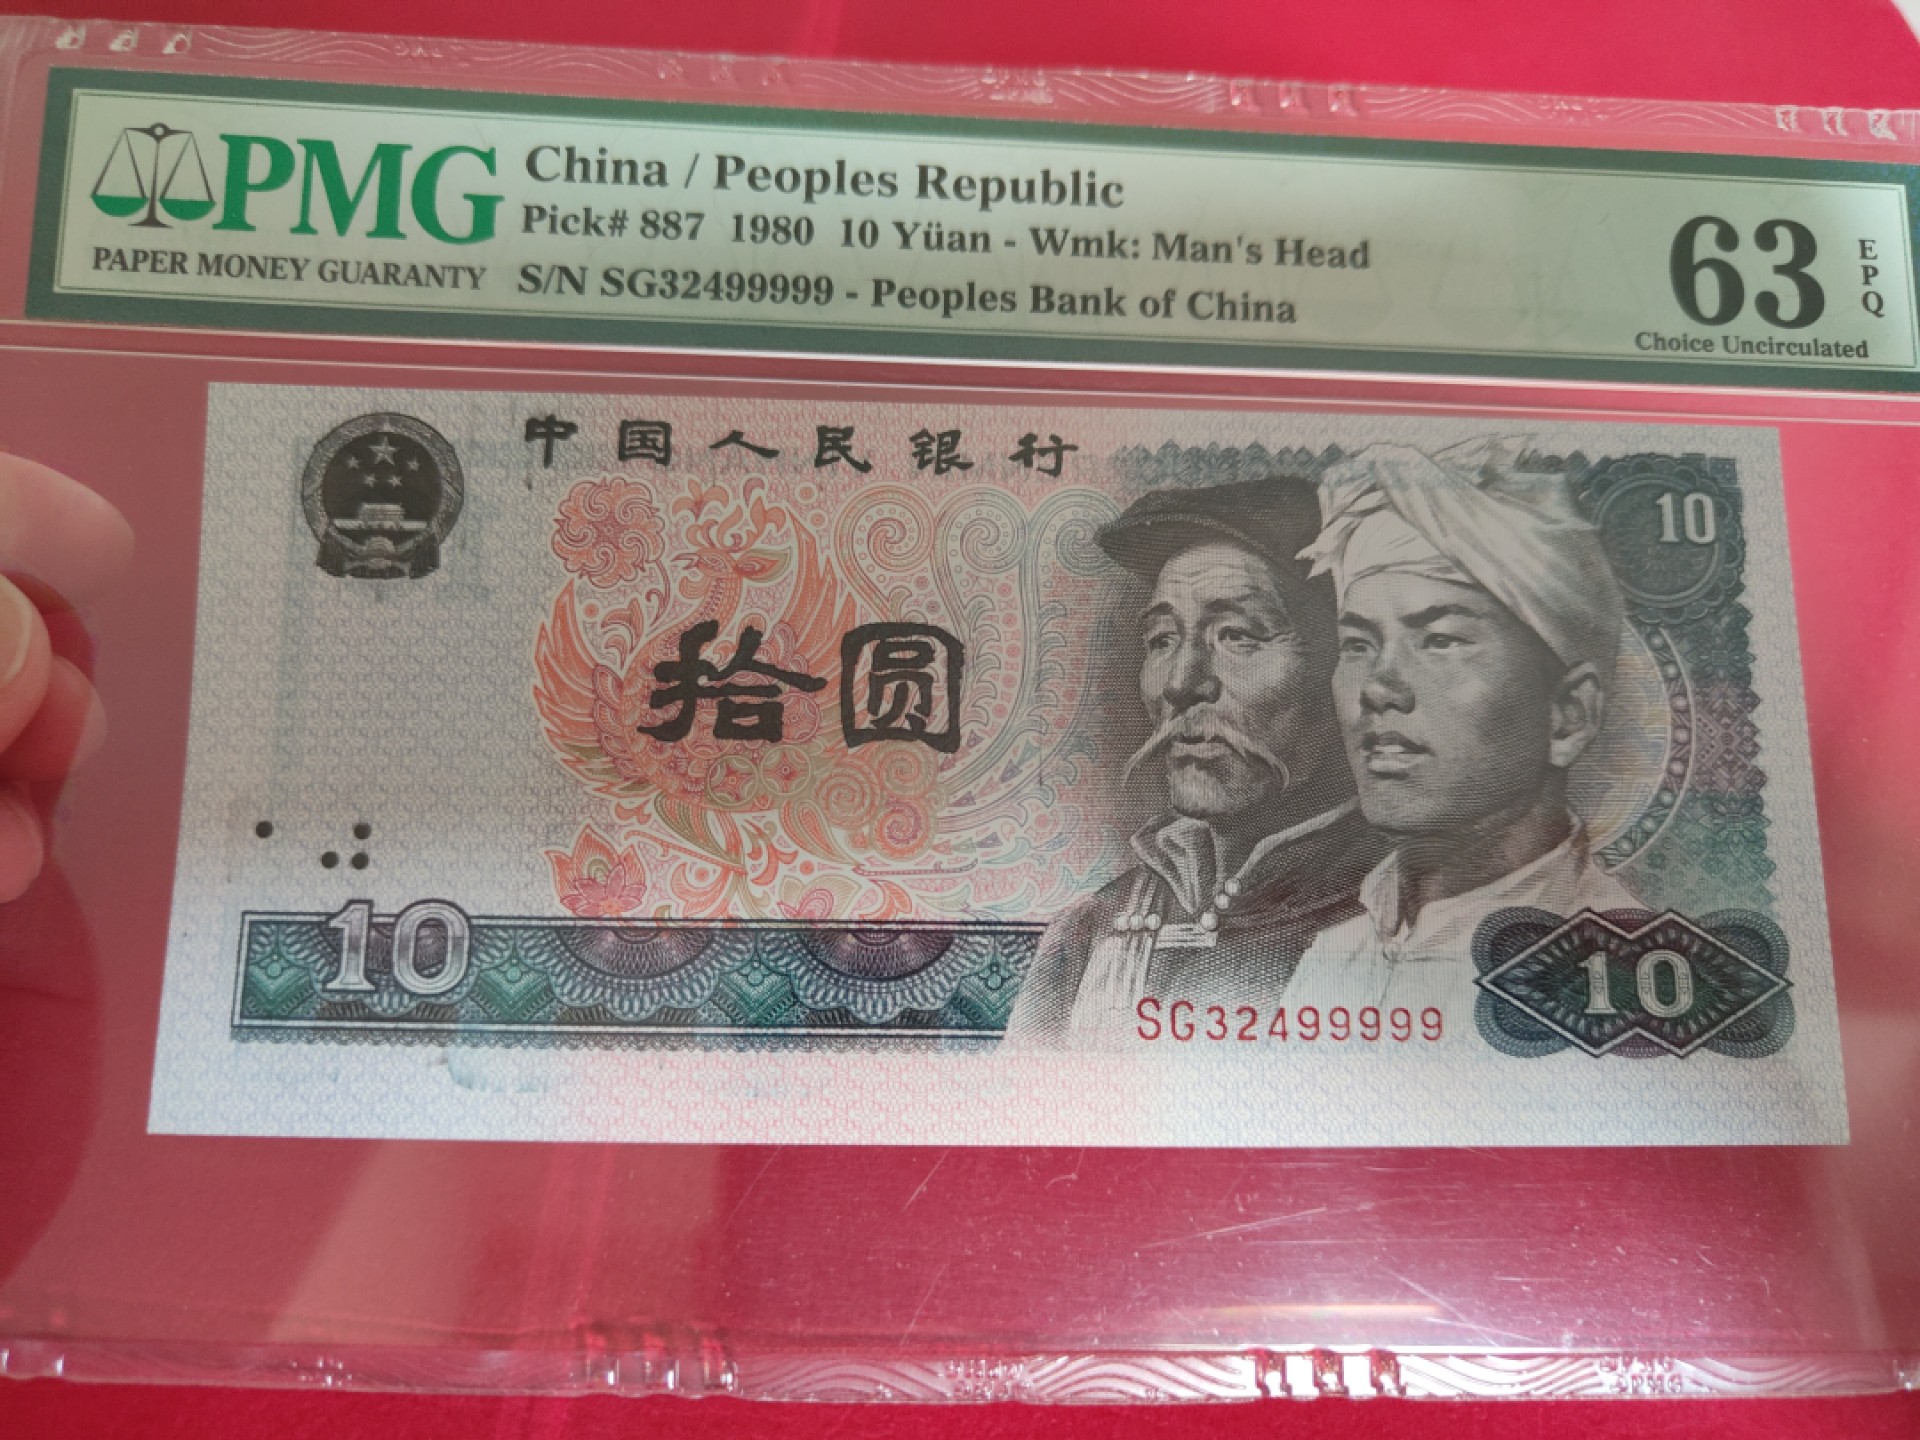 PMG
PAPER MONEY GUARANTY
China / Peoples Republic
Pick# 887 1980 10 Yüan - Wmk: Man's Head
S/N SG32499999 - Peoples Bank of China
63
EPQ
Choice Uncirculated
中国人民银行
10
拾圆
10
10
SG32499999